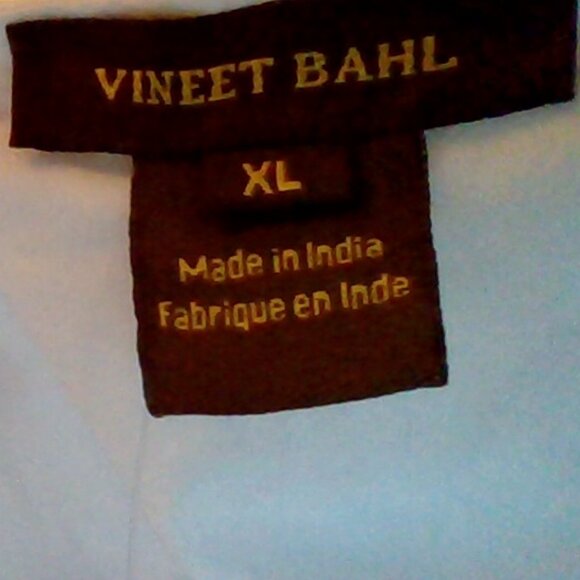 VINEET BAHL
XL
Made in India
Fabrique en Inde